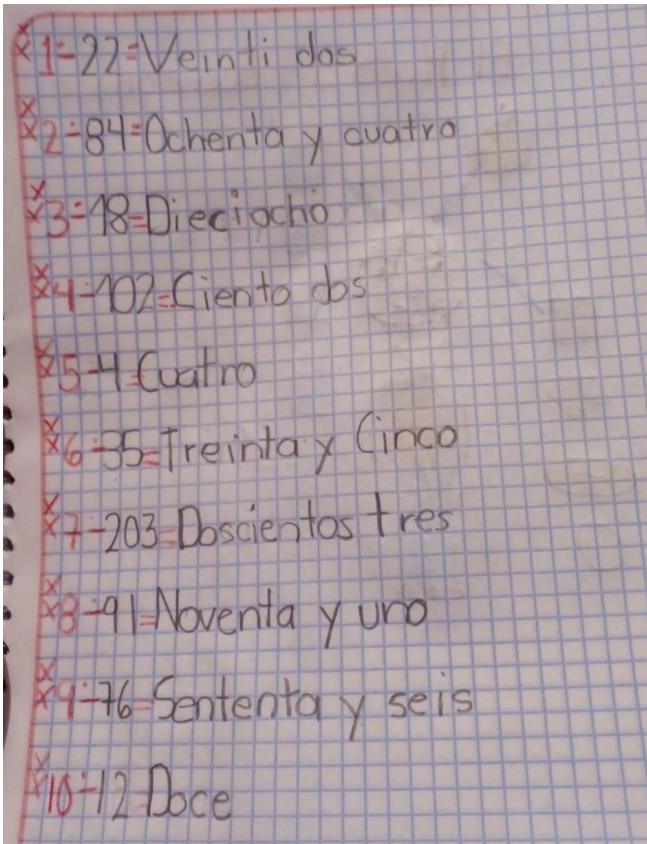 1-22=Veinti dos
2-84=Ochenta y cuatro
3-18=Dieciocho
4-102=Ciento dos
5-4=Cuatro
6-35=Treinta y Cinco
7-203=Doscientos tres
8-91=Noventa y uno
9-76=Sententa y seis
10-12=Doce